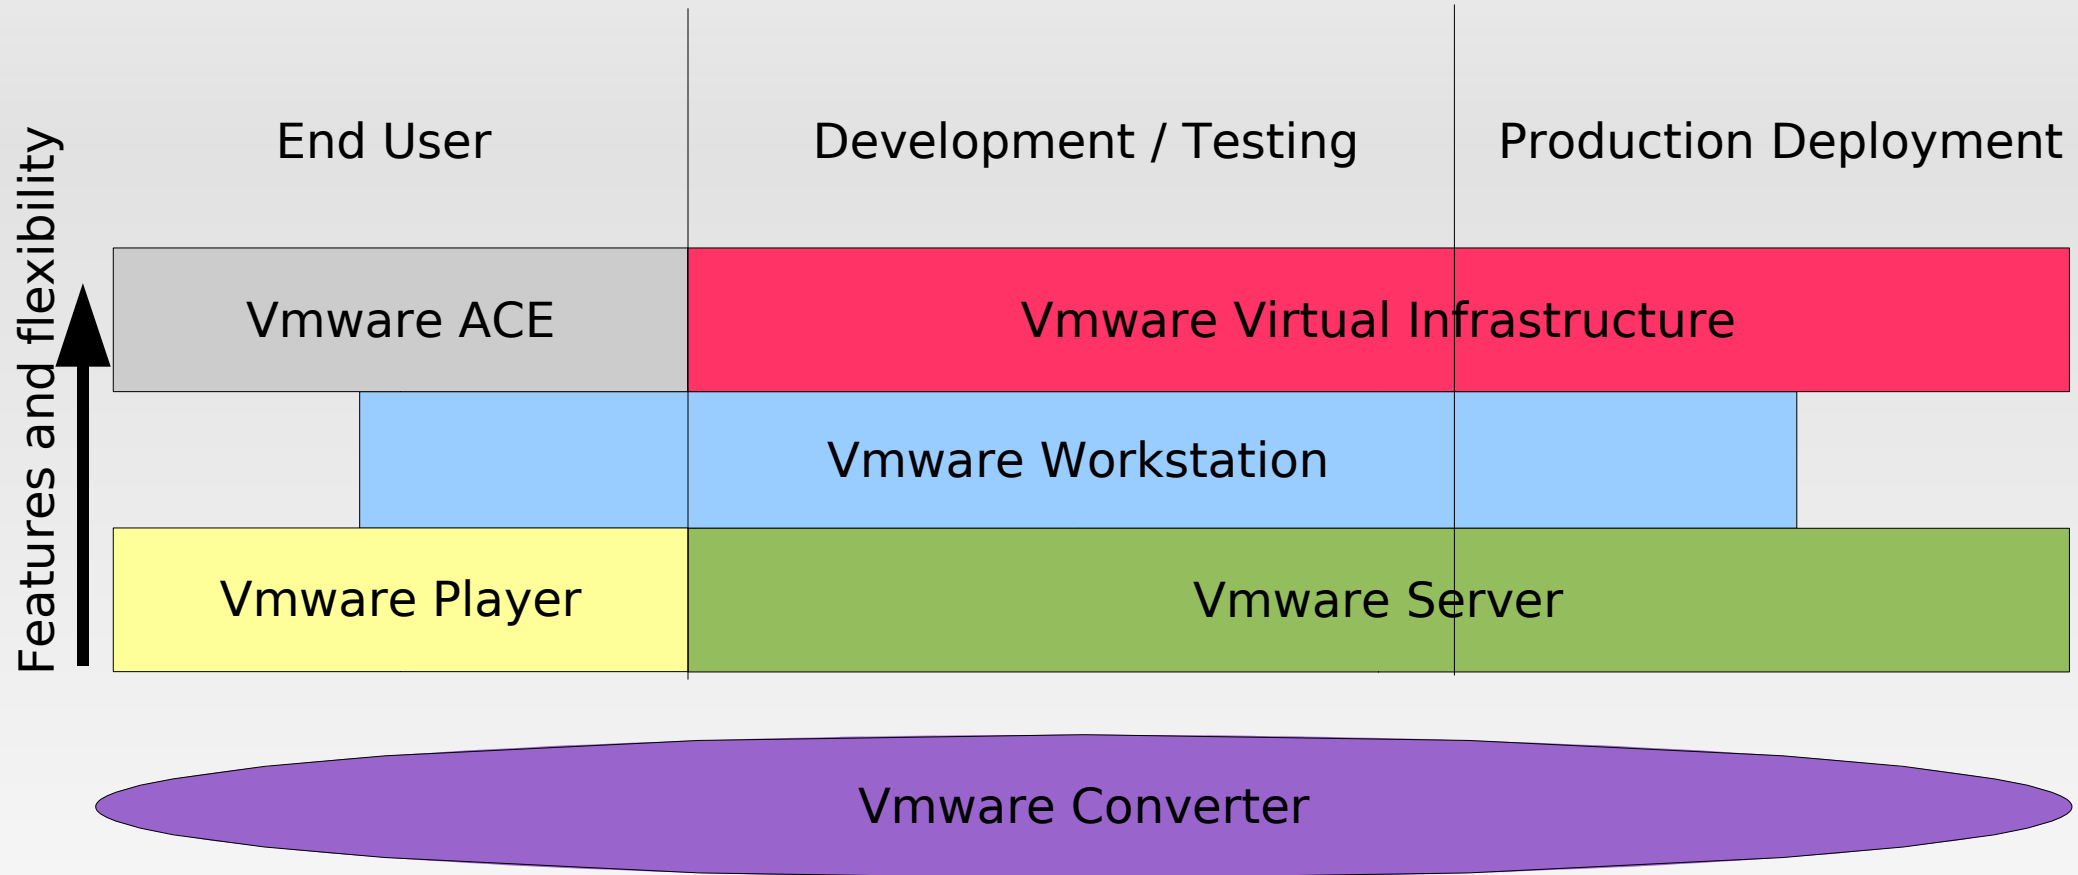 End User
Development / Testing
Production Deployment
Features and flexibility
Vmware ACE
Vmware Virtual Infrastructure
Vmware Workstation
Vmware Player
Vmware Server
Vmware Converter